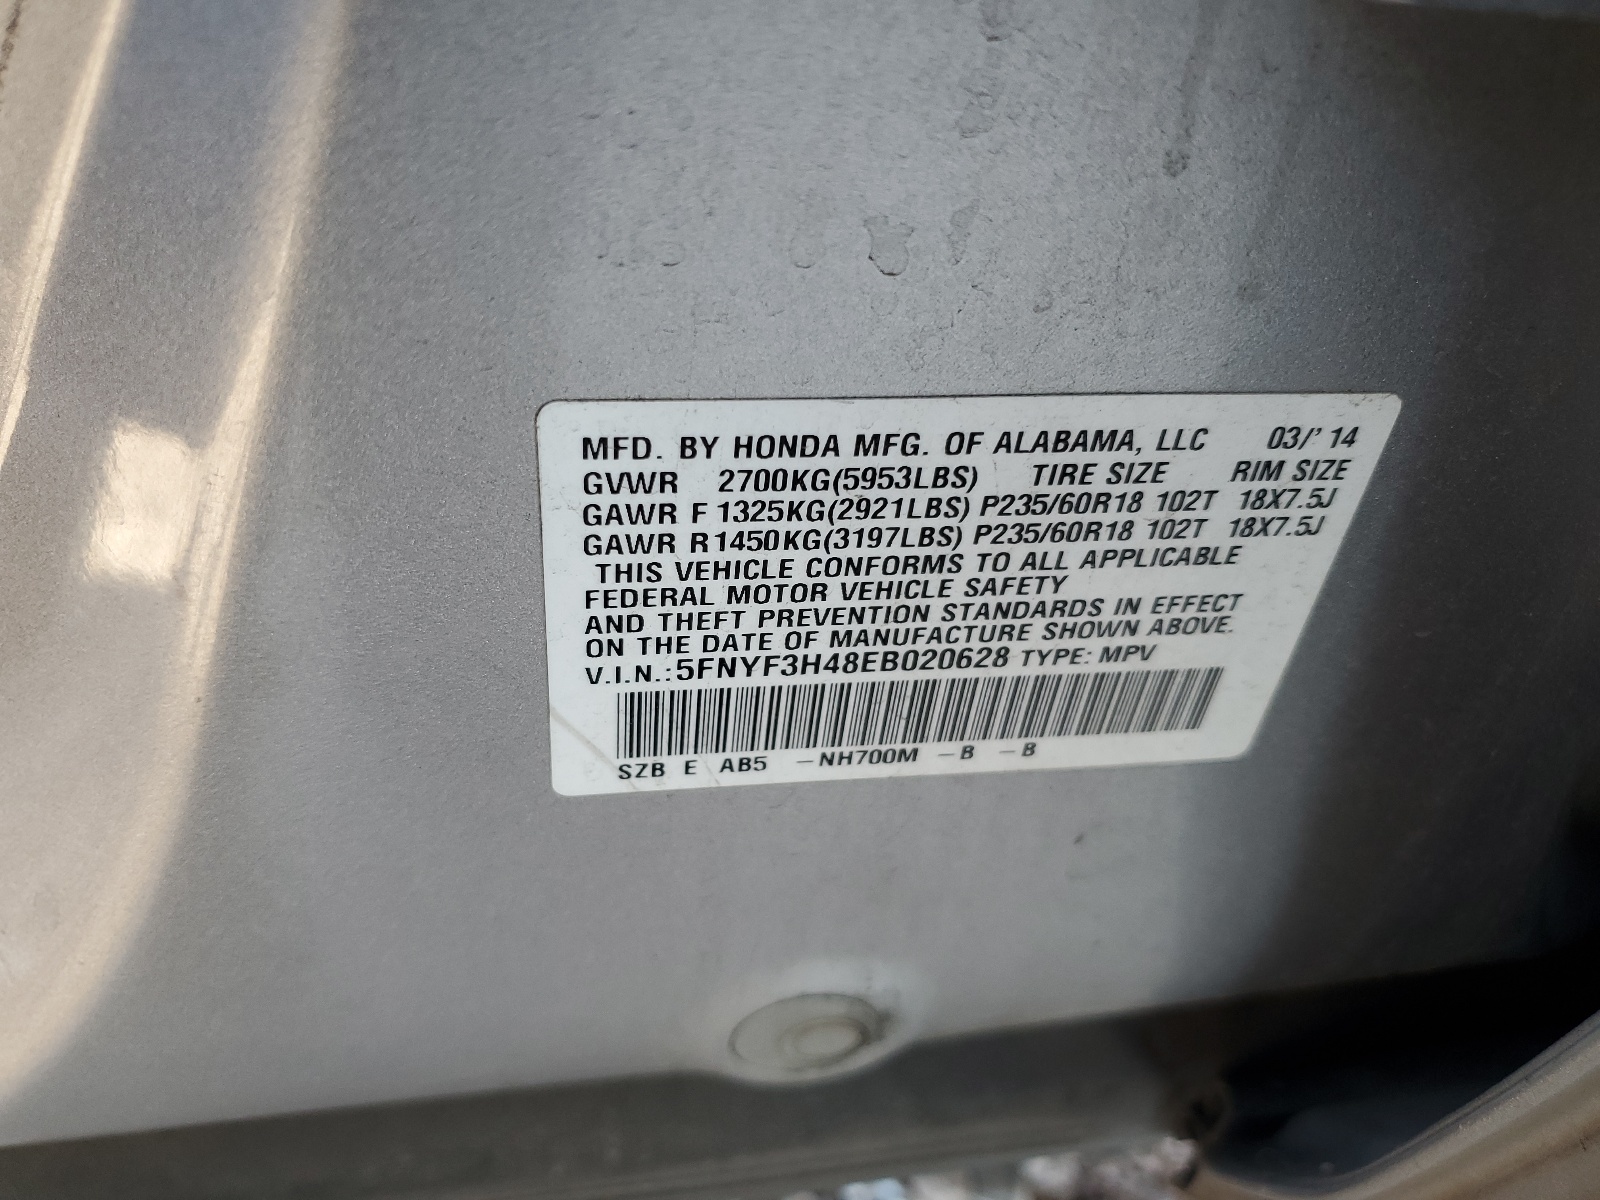 MFD. BY HONDA MFG. OF ALABAMA, LLC 03/' 14
GVWR 2700KG(5953LBS) TIRE SIZE RIM SIZE
GAWR F 1325KG(2921LBS) P235/60R18 102T 18X7.5J
GAWR R 1450KG(3197LBS) P235/60R18 102T 18X7.5J
THIS VEHICLE CONFORMS TO ALL APPLICABLE
FEDERAL MOTOR VEHICLE SAFETY
AND THEFT PREVENTION STANDARDS IN EFFECT
ON THE DATE OF MANUFACTURE SHOWN ABOVE.
V.I.N.:5FNYF3H48EB020628 TYPE: MPV
SZB E AB5 -NH700M -B -B